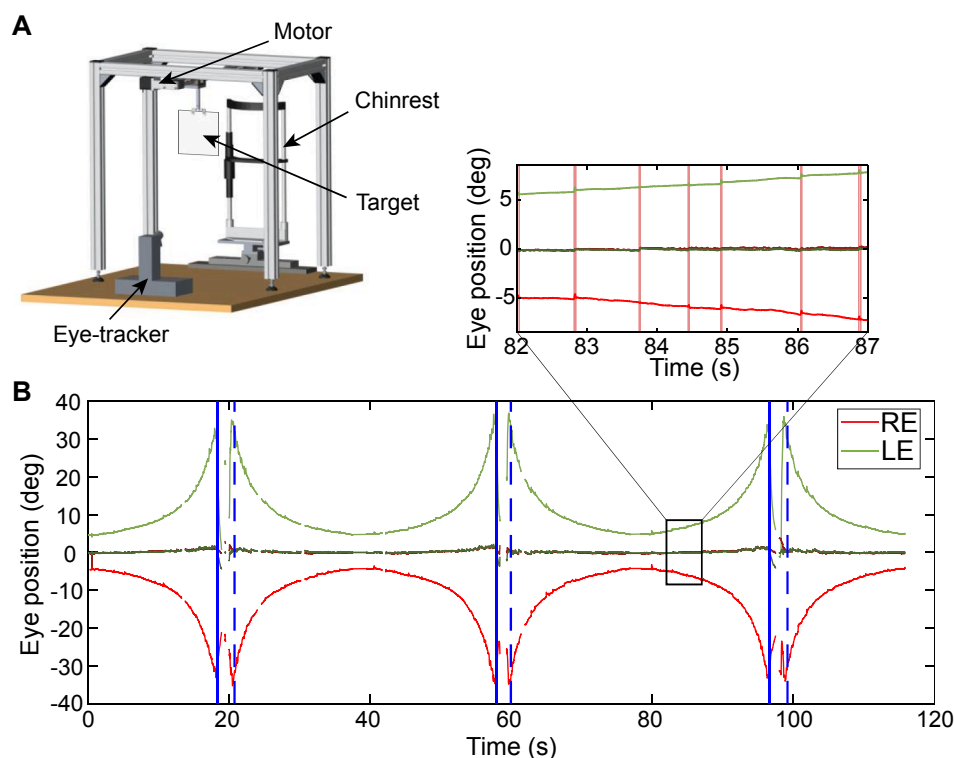 A
Motor
Chinrest
Target
Eye-tracker
Eye position (deg)
5
0
-5
82 83 84 85 86 87
Time (s)
B
Eye position (deg)
40
30
20
10
0
-10
-20
-30
-40
0 20 40 60 80 100 120
Time (s)
RE
LE